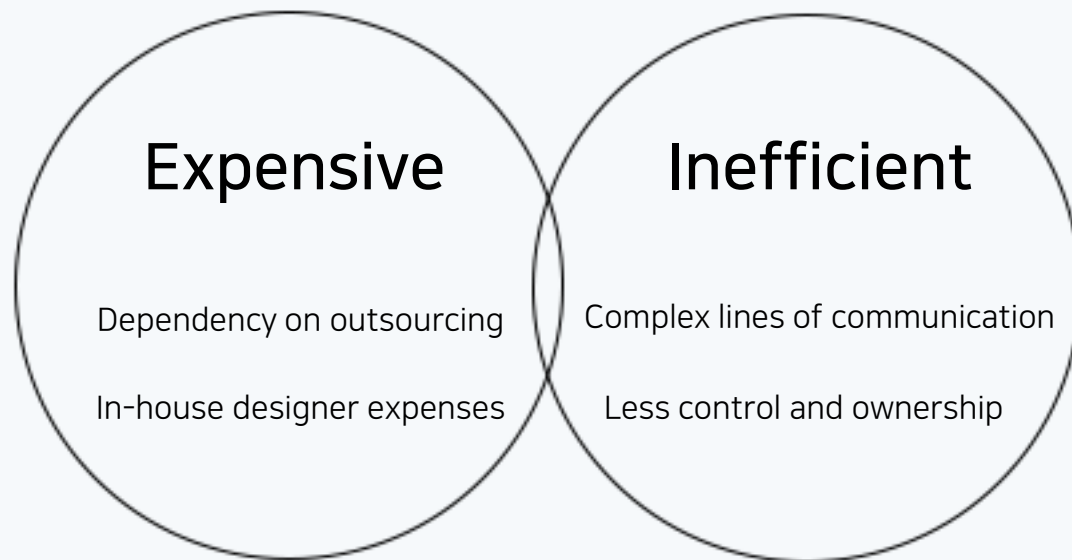 Expensive
Dependency on outsourcing
In-house designer expenses
Inefficient
Complex lines of communication
Less control and ownership